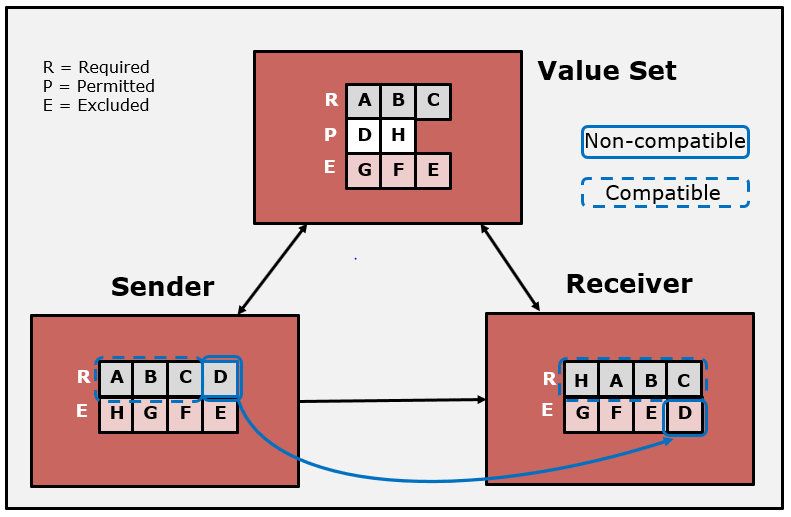 R = Required
P = Permitted
E = Excluded
Value Set
R A B C
P D H
E G F E
Non-compatible
Compatible
Sender
R A B C D
E H G F E
Receiver
R H A B C
E G F E D